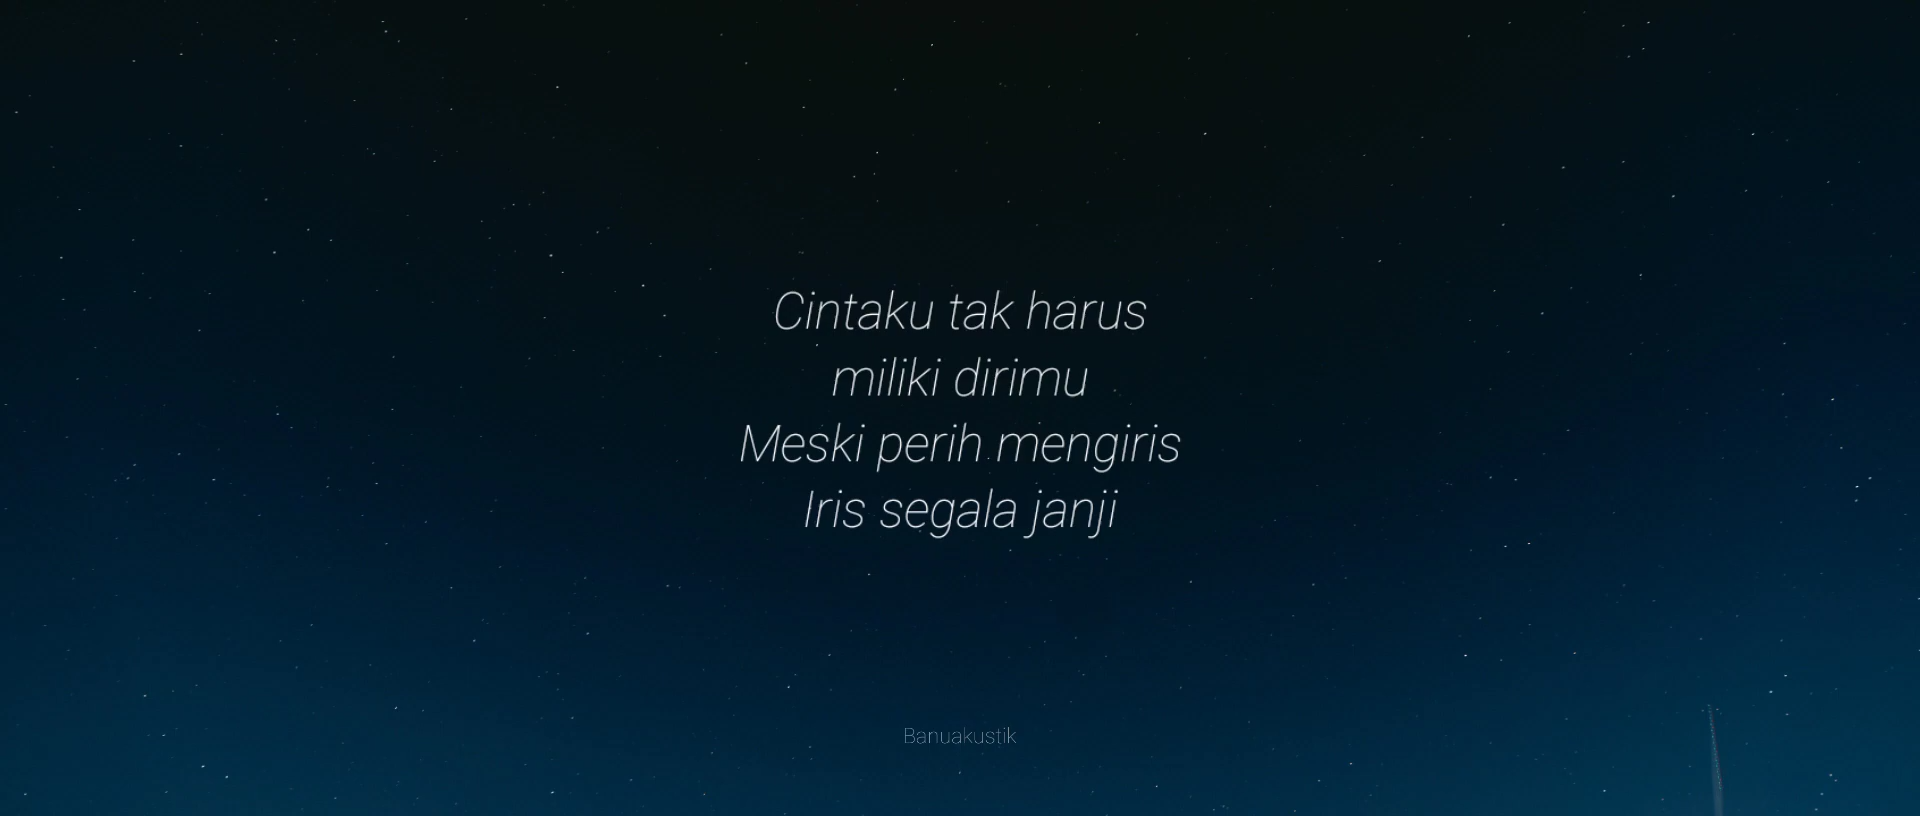 Cintaku tak harus
miliki dirimu
Meski perih mengiris
Iris segala janji
Banuakustik